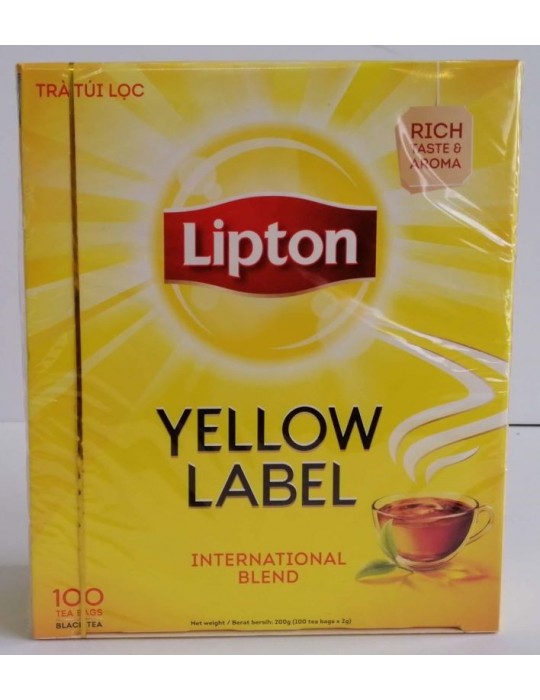 TRÀ TÚI LỌC
RICH
TASTE &
AROMA
Lipton
YELLOW
LABEL
INTERNATIONAL
BLEND
100
TEA BAGS
BLACK TEA
Net weight / Berat bersih: 200g (100 tea bags x 2g)